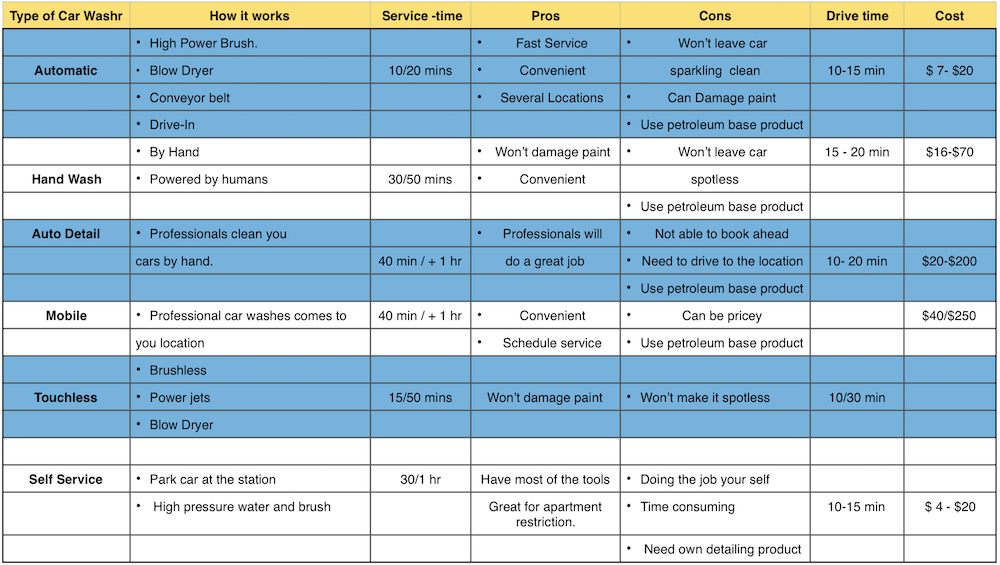 Type of Car Washr How it works Service -time Pros Cons Drive time Cost
• High Power Brush. • Fast Service • Won't leave car
Automatic • Blow Dryer 10/20 mins • Convenient sparkling clean 10-15 min $ 7- $20
• Conveyor belt • Several Locations • Can Damage paint
• Drive-In • Use petroleum base product
• By Hand • Won't damage paint • Won't leave car 15 - 20 min $16-$70
Hand Wash • Powered by humans 30/50 mins • Convenient spotless
• Use petroleum base product
Auto Detail • Professionals clean you • Professionals will • Not able to book ahead
cars by hand. 40 min / + 1 hr do a great job • Need to drive to the location 10- 20 min $20-$200
• Use petroleum base product
Mobile • Professional car washes comes to 40 min / + 1 hr • Convenient • Can be pricey $40/$250
you location • Schedule service • Use petroleum base product
• Brushless
Touchless • Power jets 15/50 mins Won't damage paint • Won't make it spotless 10/30 min
• Blow Dryer
Self Service • Park car at the station 30/1 hr Have most of the tools • Doing the job your self
• High pressure water and brush Great for apartment • Time consuming 10-15 min $ 4 - $20
restriction.
• Need own detailing product